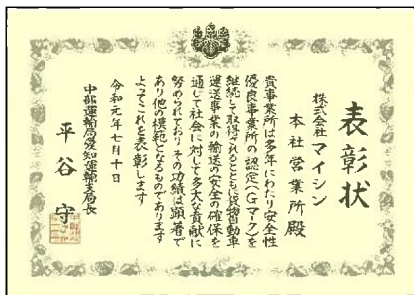 表彰状
株式会社マイシン
本社営業所殿
貴事業所は多年にわたり安全性
優良事業所の認定(Gマーク)を
継続して取得されるとともに貨物自動車
運送事業の輸送の安全の確保を
通して社会に対して多大な貢献に
努められておりその功績は顕著で
あり他の模範となるものであります
よってこれを表彰します
令和元年七月十日
中部運輸局愛知運輸支局長
平谷守